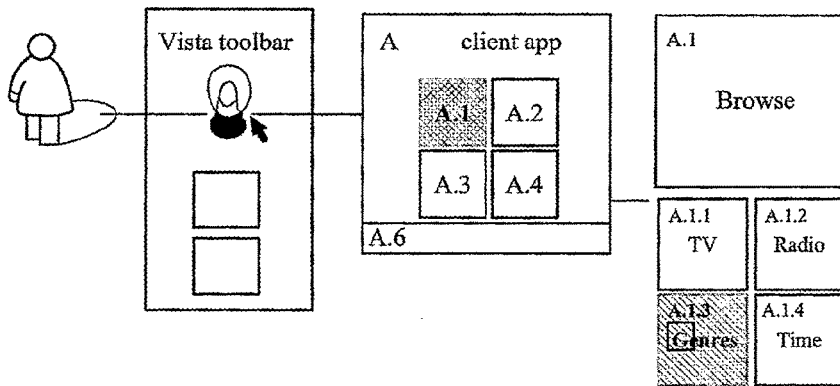 Vista toolbar
A client app
A.1 A.2
A.3 A.4
A.6
A.1
Browse
A.1.1 A.1.2
TV Radio
A.1.3 A.1.4
Genres Time